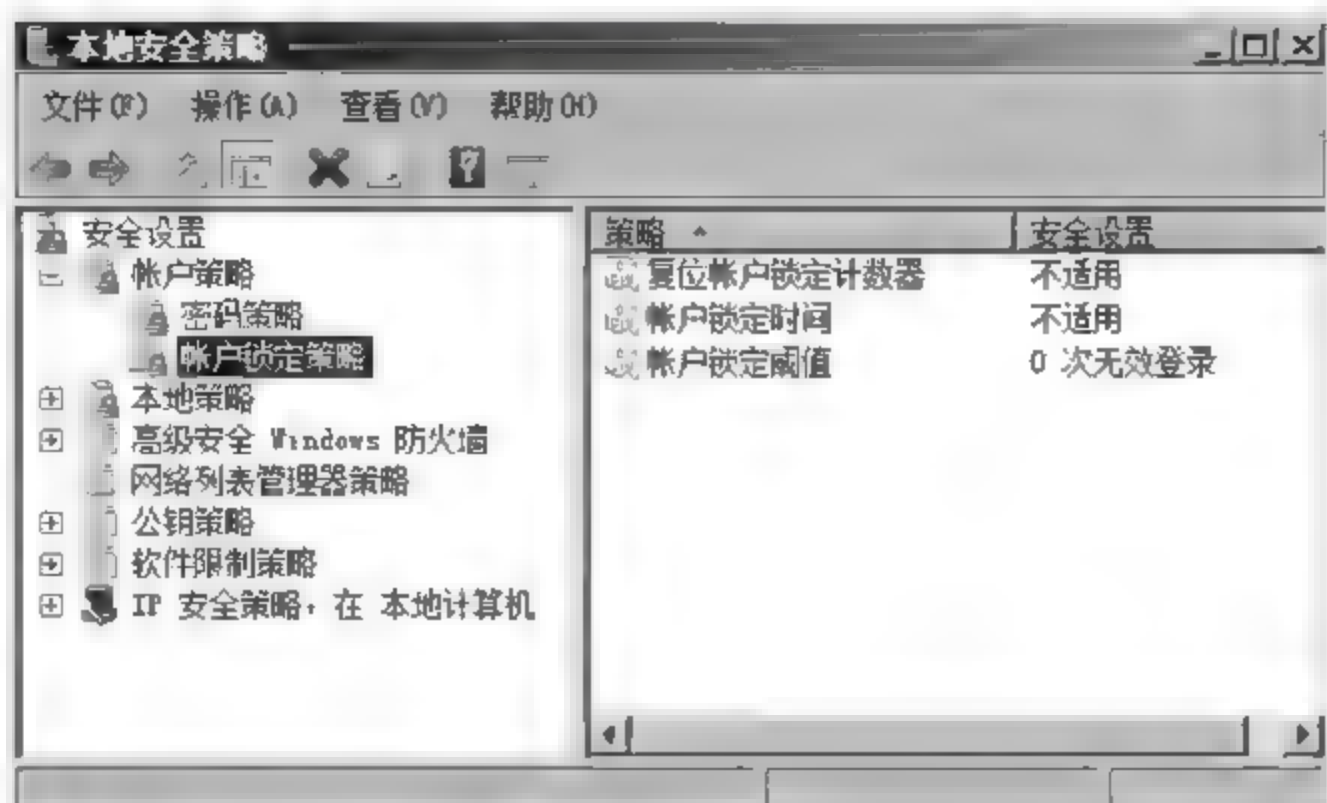 本地安全策略
文件(F) 操作(A) 查看(V) 帮助(H)
安全设置
帐户策略
密码策略
帐户锁定策略
本地策略
高级安全 Windows 防火墙
网络列表管理器策略
公钥策略
软件限制策略
IP 安全策略，在 本地计算机
策略 安全设置
复位帐户锁定计数器 不适用
帐户锁定时间 不适用
帐户锁定阈值 0 次无效登录